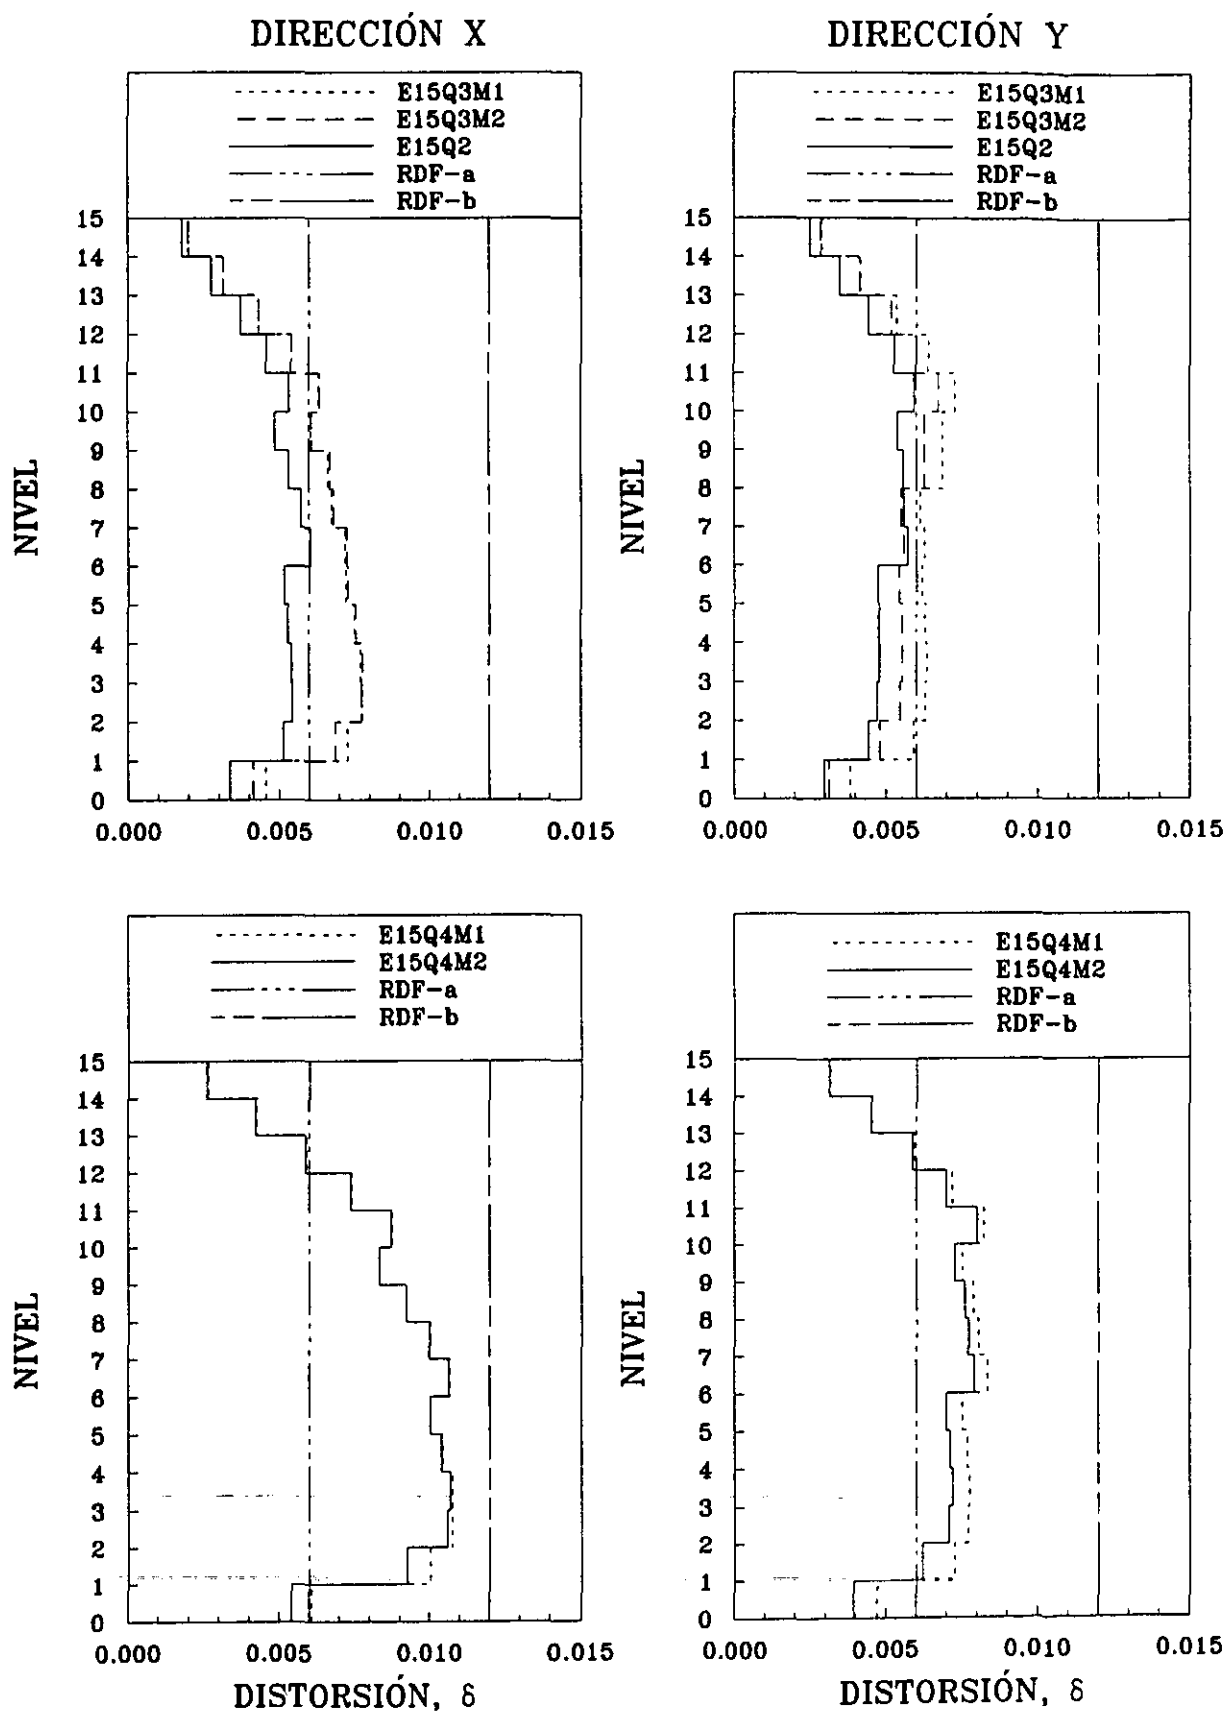 DIRECCIÓN X
E15Q3M1
E15Q3M2
E15Q2
RDF-a
RDF-b
15
14
13
12
11
10
9
8
7
6
5
4
3
2
1
0
NIVEL
0.000 0.005 0.010 0.015
DIRECCIÓN Y
E15Q3M1
E15Q3M2
E15Q2
RDF-a
RDF-b
15
14
13
12
11
10
9
8
7
6
5
4
3
2
1
0
NIVEL
0.000 0.005 0.010 0.015
E15Q4M1
E15Q4M2
RDF-a
RDF-b
15
14
13
12
11
10
9
8
7
6
5
4
3
2
1
0
NIVEL
0.000 0.005 0.010 0.015
DISTORSIÓN, δ
E15Q4M1
E15Q4M2
RDF-a
RDF-b
15
14
13
12
11
10
9
8
7
6
5
4
3
2
1
0
NIVEL
0.000 0.005 0.010 0.015
DISTORSIÓN, δ